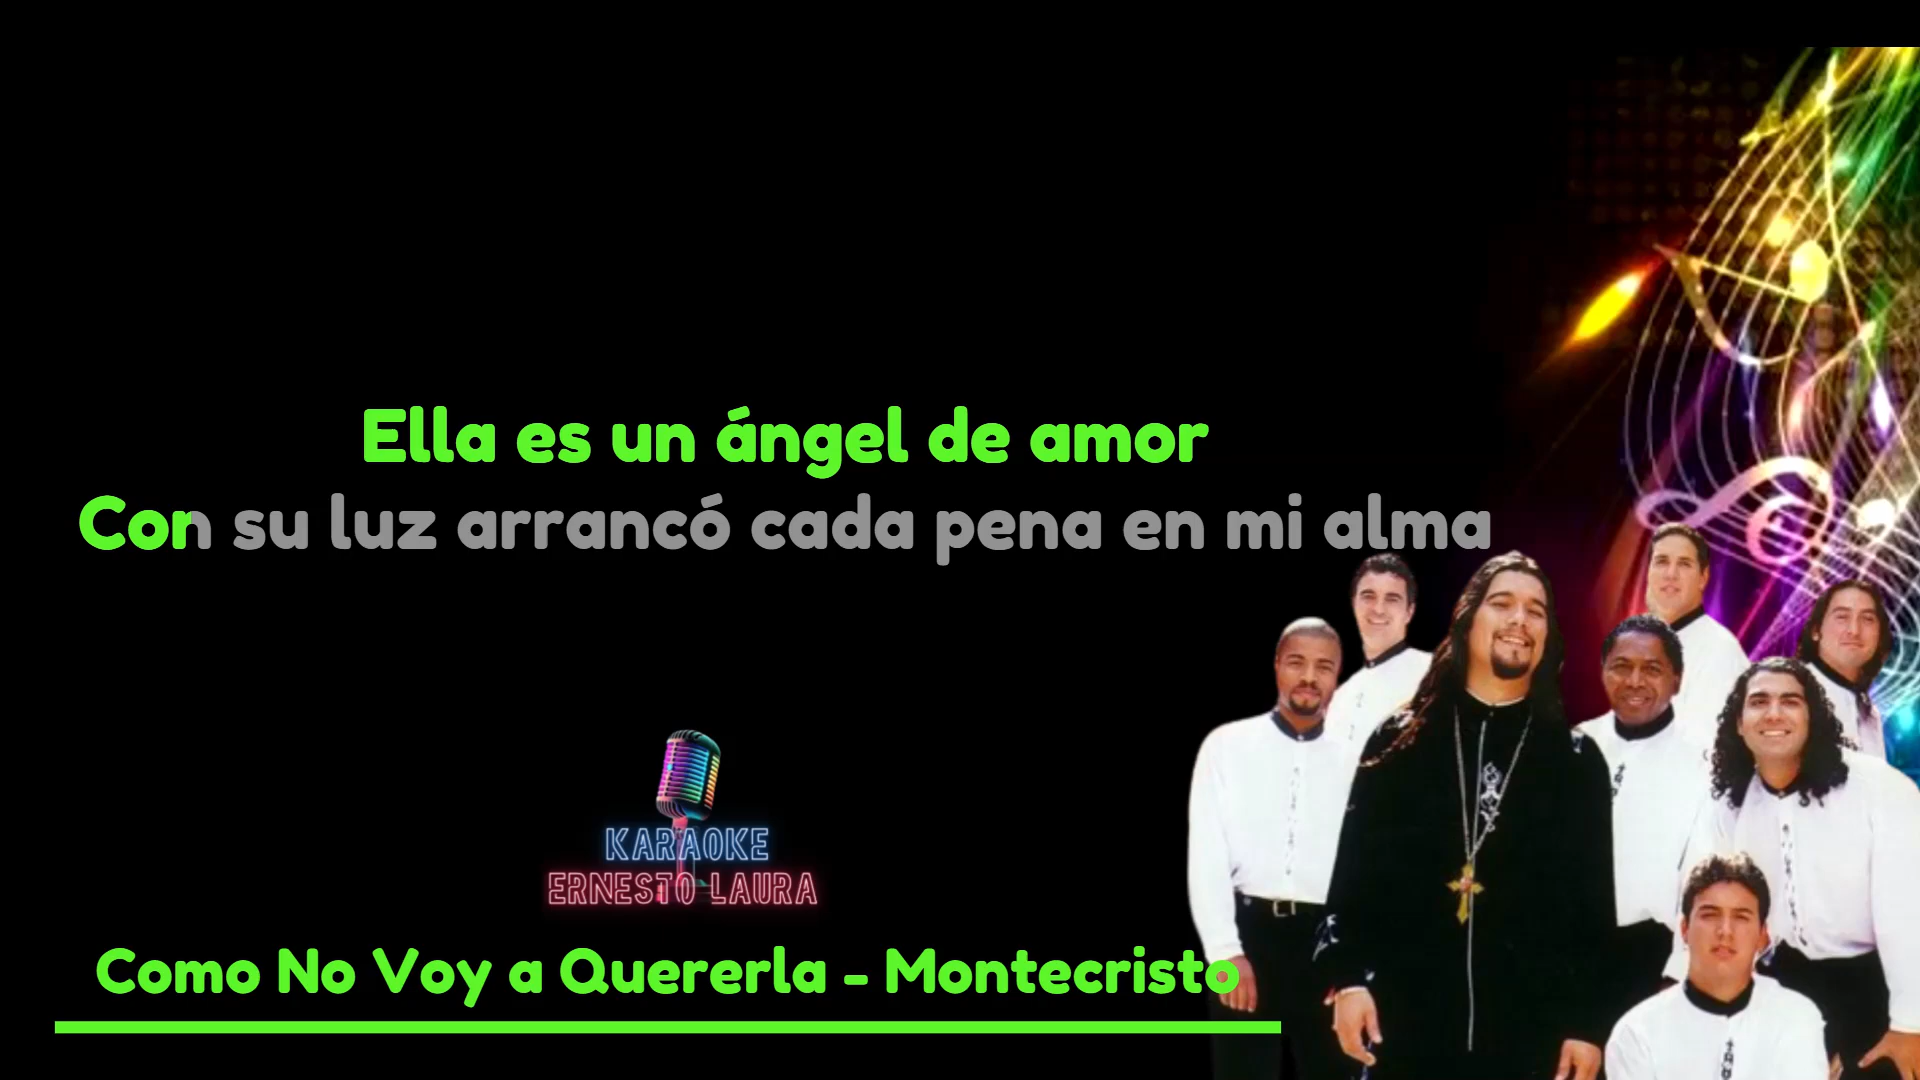 Ella es un ángel de amor
Con su luz arrancó cada pena en mi alma
KARAOKE
ERNESTO LAURA
Como No Voy a Quererla - Montecristo